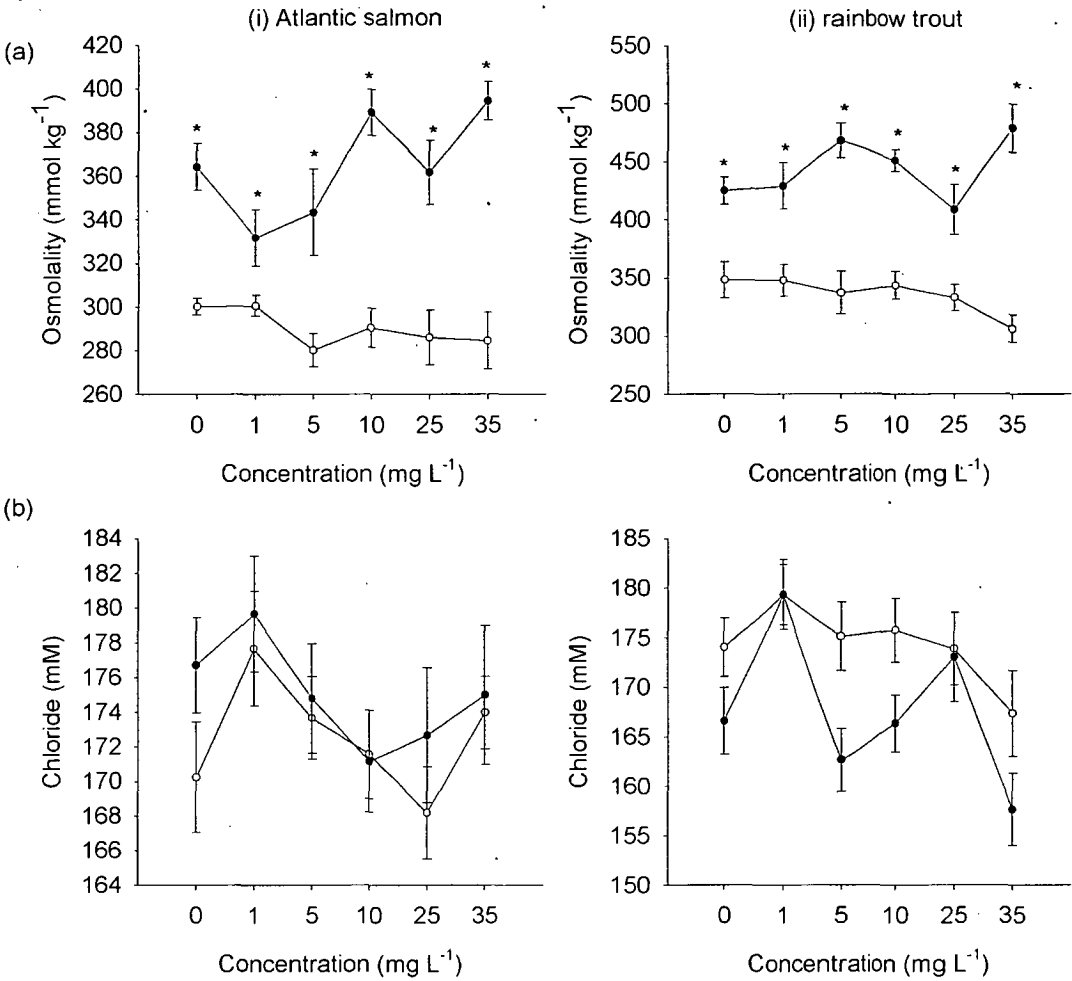 (i) Atlantic salmon
(ii) rainbow trout
(a)
Osmolality (mmol kg⁻¹)
420
400
380
360
340
320
300
280
260
* * * * * *
0 1 5 10 25 35
Concentration (mg L⁻¹)
Osmolality (mmol kg⁻¹)
550
500
450
400
350
300
250
* * * * * *
0 1 5 10 25 35
Concentration (mg L⁻¹)
(b)
Chloride (mM)
184
182
180
178
176
174
172
170
168
166
164
0 1 5 10 25 35
Concentration (mg L⁻¹)
Chloride (mM)
185
180
175
170
165
160
155
150
0 1 5 10 25 35
Concentration (mg L⁻¹)